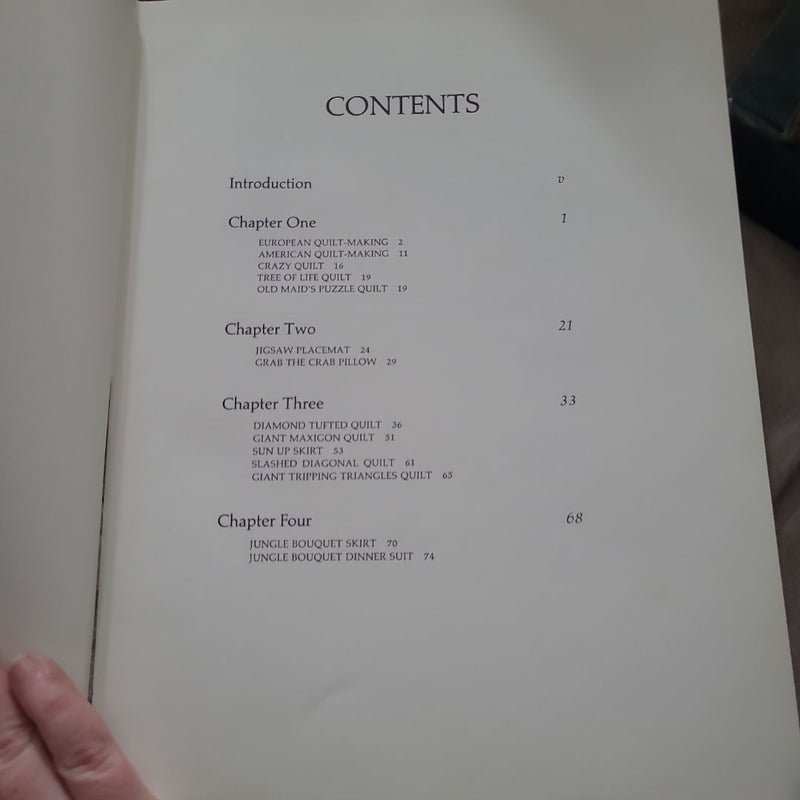 CONTENTS
Introduction v
Chapter One 1
EUROPEAN QUILT-MAKING 2
AMERICAN QUILT-MAKING 11
CRAZY QUILT 16
TREE OF LIFE QUILT 19
OLD MAID'S PUZZLE QUILT 19
Chapter Two 21
JIGSAW PLACEMAT 24
GRAB THE CRAB PILLOW 29
Chapter Three 33
DIAMOND TUFTED QUILT 36
GIANT MAXIGON QUILT 51
SUN UP SKIRT 53
SLASHED DIAGONAL QUILT 61
GIANT TRIPPING TRIANGLES QUILT 65
Chapter Four 68
JUNGLE BOUQUET SKIRT 70
JUNGLE BOUQUET DINNER SUIT 74